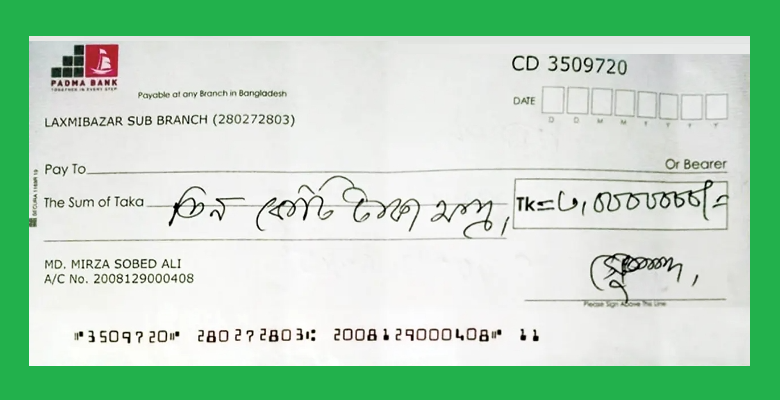 PADMA BANK
TOGETHER IN EVERY STEP
Payable at any Branch in Bangladesh
CD 3509720
DATE
D D M M Y Y Y Y
LAXMIBAZAR SUB BRANCH (280272803)
Pay To
Or Bearer
The Sum of Taka তিন কোটি টাকা মাত্র,
Tk=৩,০০০০০০০/=
MD. MIRZA SOBED ALI
A/C No. 2008129000408
Please Sign Above This Line
⑈3509720⑈ 280272803⑆ 2008129000408⑈ 11